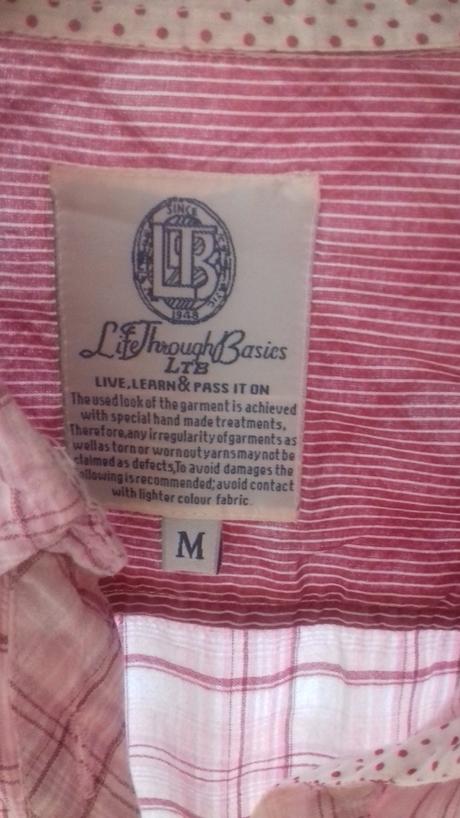 SINCE
LTB
1948
Life Through Basics
LTB
LIVE, LEARN & PASS IT ON
The used look of the garment is achieved
with special hand made treatments,
Therefore, any irregularity of garments as
well as torn or wornout yarns may not be
claimed as defects, To avoid damages the
following is recommended; avoid contact
with lighter colour fabric.
M